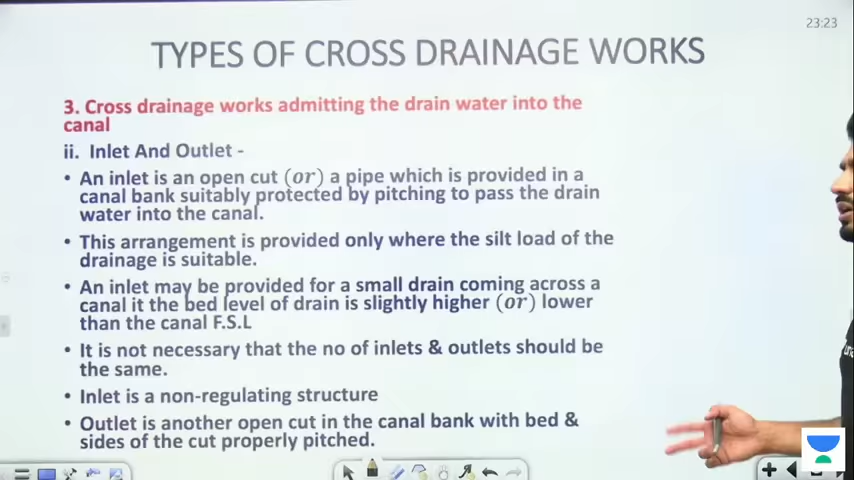 23:23
TYPES OF CROSS DRAINAGE WORKS
3. Cross drainage works admitting the drain water into the
canal
ii. Inlet And Outlet -
• An inlet is an open cut (or) a pipe which is provided in a
canal bank suitably protected by pitching to pass the drain
water into the canal.
• This arrangement is provided only where the silt load of the
drainage is suitable.
• An inlet may be provided for a small drain coming across a
canal it the bed level of drain is slightly higher (or) lower
than the canal F.S.L
• It is not necessary that the no of inlets & outlets should be
the same.
• Inlet is a non-regulating structure
• Outlet is another open cut in the canal bank with bed &
sides of the cut properly pitched.